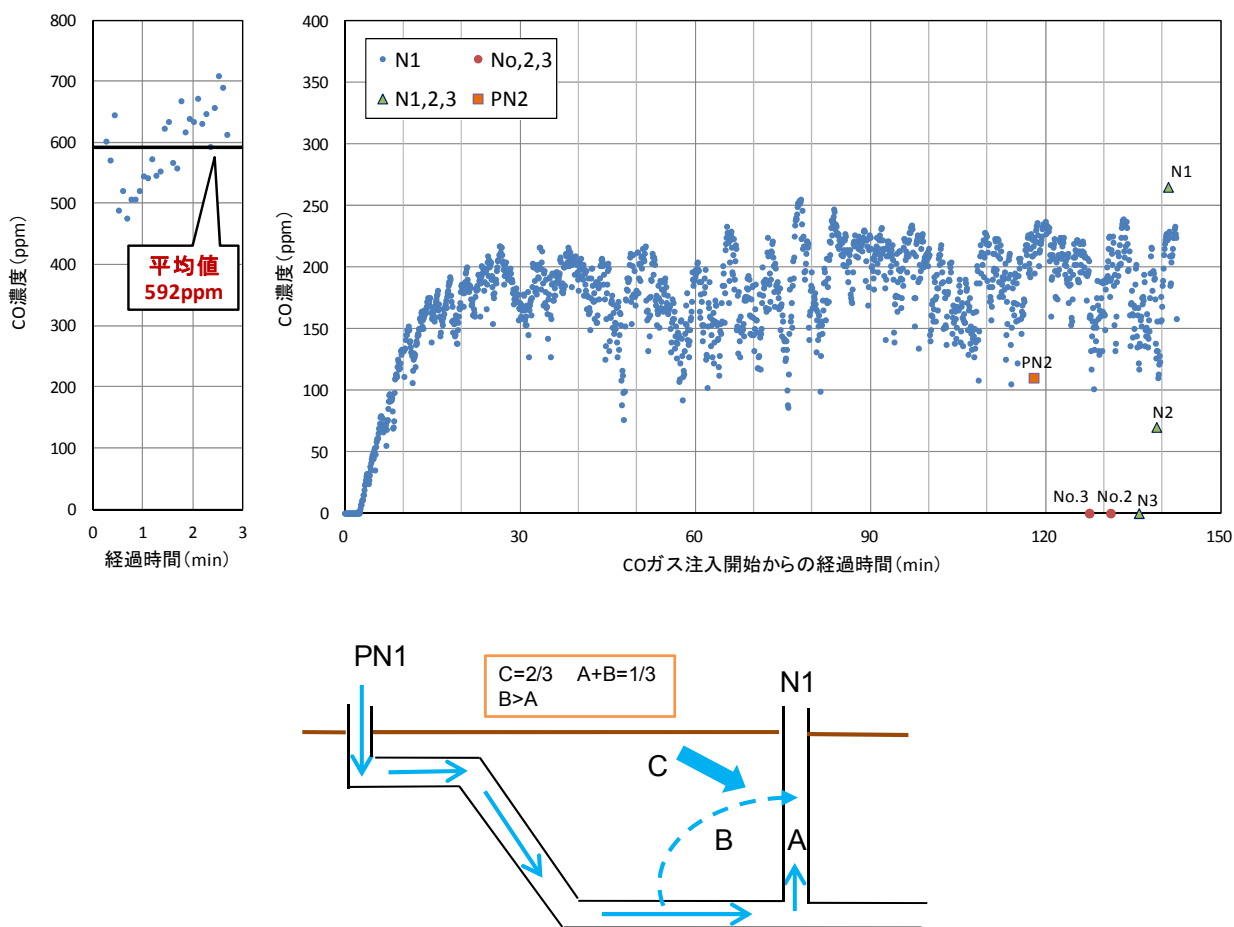 800
700
600
500
400
300
200
100
0
CO濃度(ppm)
平均値
592ppm
0 1 2 3
経過時間(min)
400
350
300
250
200
150
100
50
0
CO濃度(ppm)
N1 No,2,3
N1,2,3 PN2
N1
PN2
N2
No.3 No.2 N3
0 30 60 90 120 150
COガス注入開始からの経過時間(min)
PN1
C=2/3 A+B=1/3
B>A
N1
C
B A